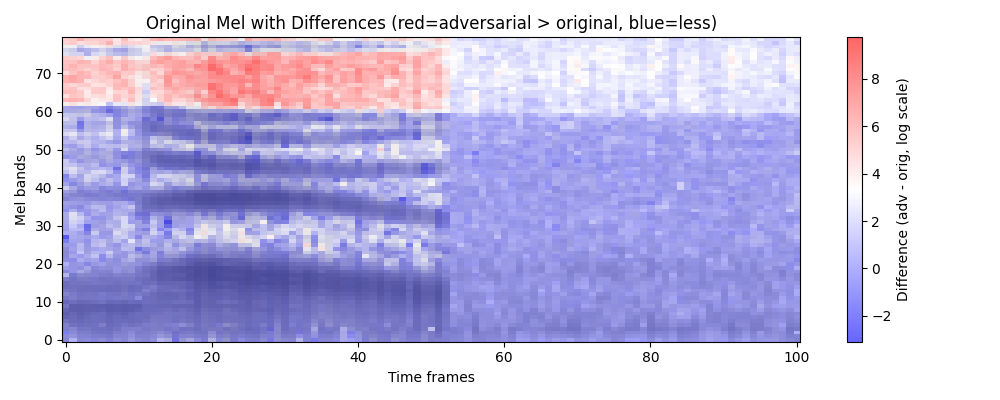 Original Mel with Differences (red=adversarial > original, blue=less)
Mel bands
70
60
50
40
30
20
10
0
0 20 40 60 80 100
Time frames
8
6
4
2
0
−2
Difference (adv - orig, log scale)